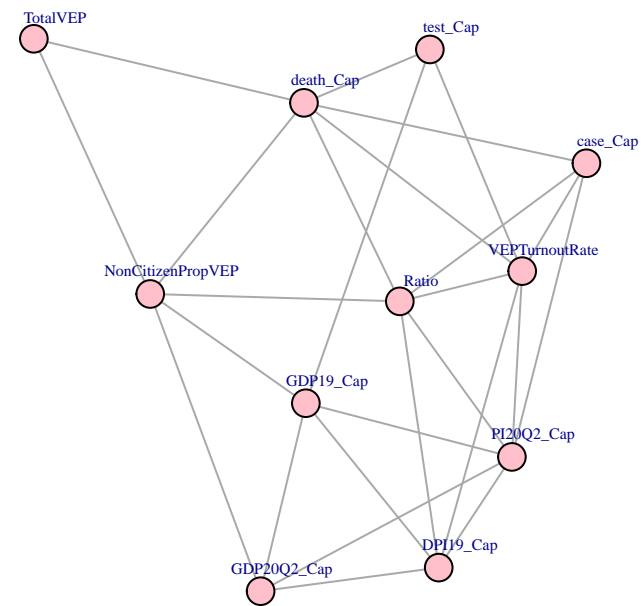 TotalVEP
test_Cap
death_Cap
case_Cap
VEPTurnoutRate
NonCitizenPropVEP
Ratio
GDP19_Cap
PI20Q2_Cap
DPI19_Cap
GDP20Q2_Cap